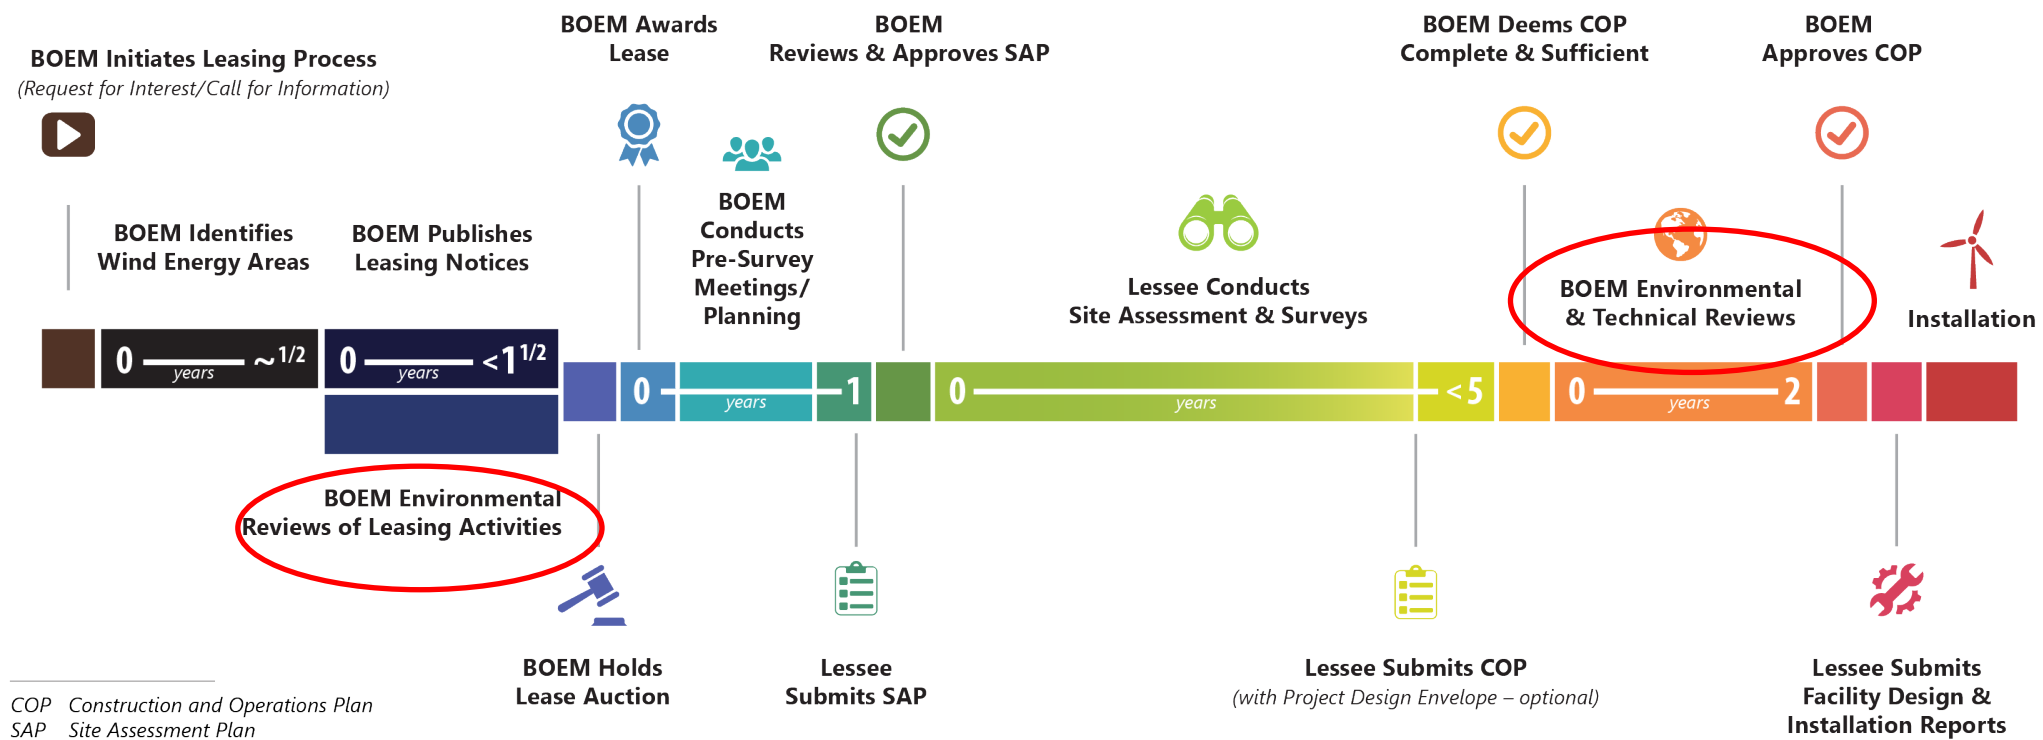 BOEM Initiates Leasing Process
(Request for Interest/Call for Information)
BOEM Identifies
Wind Energy Areas
BOEM Publishes
Leasing Notices
BOEM Awards
Lease
BOEM
Conducts
Pre-Survey
Meetings/
Planning
BOEM
Reviews & Approves SAP
Lessee Conducts
Site Assessment & Surveys
BOEM Deems COP
Complete & Sufficient
BOEM Environmental
& Technical Reviews
BOEM
Approves COP
Installation
0 ~1/2
years
0 <1 1/2
years
0 1
years
0 <5
years
0 2
years
BOEM Environmental
Reviews of Leasing Activities
BOEM Holds
Lease Auction
Lessee
Submits SAP
Lessee Submits COP
(with Project Design Envelope – optional)
Lessee Submits
Facility Design &
Installation Reports
COP Construction and Operations Plan
SAP Site Assessment Plan